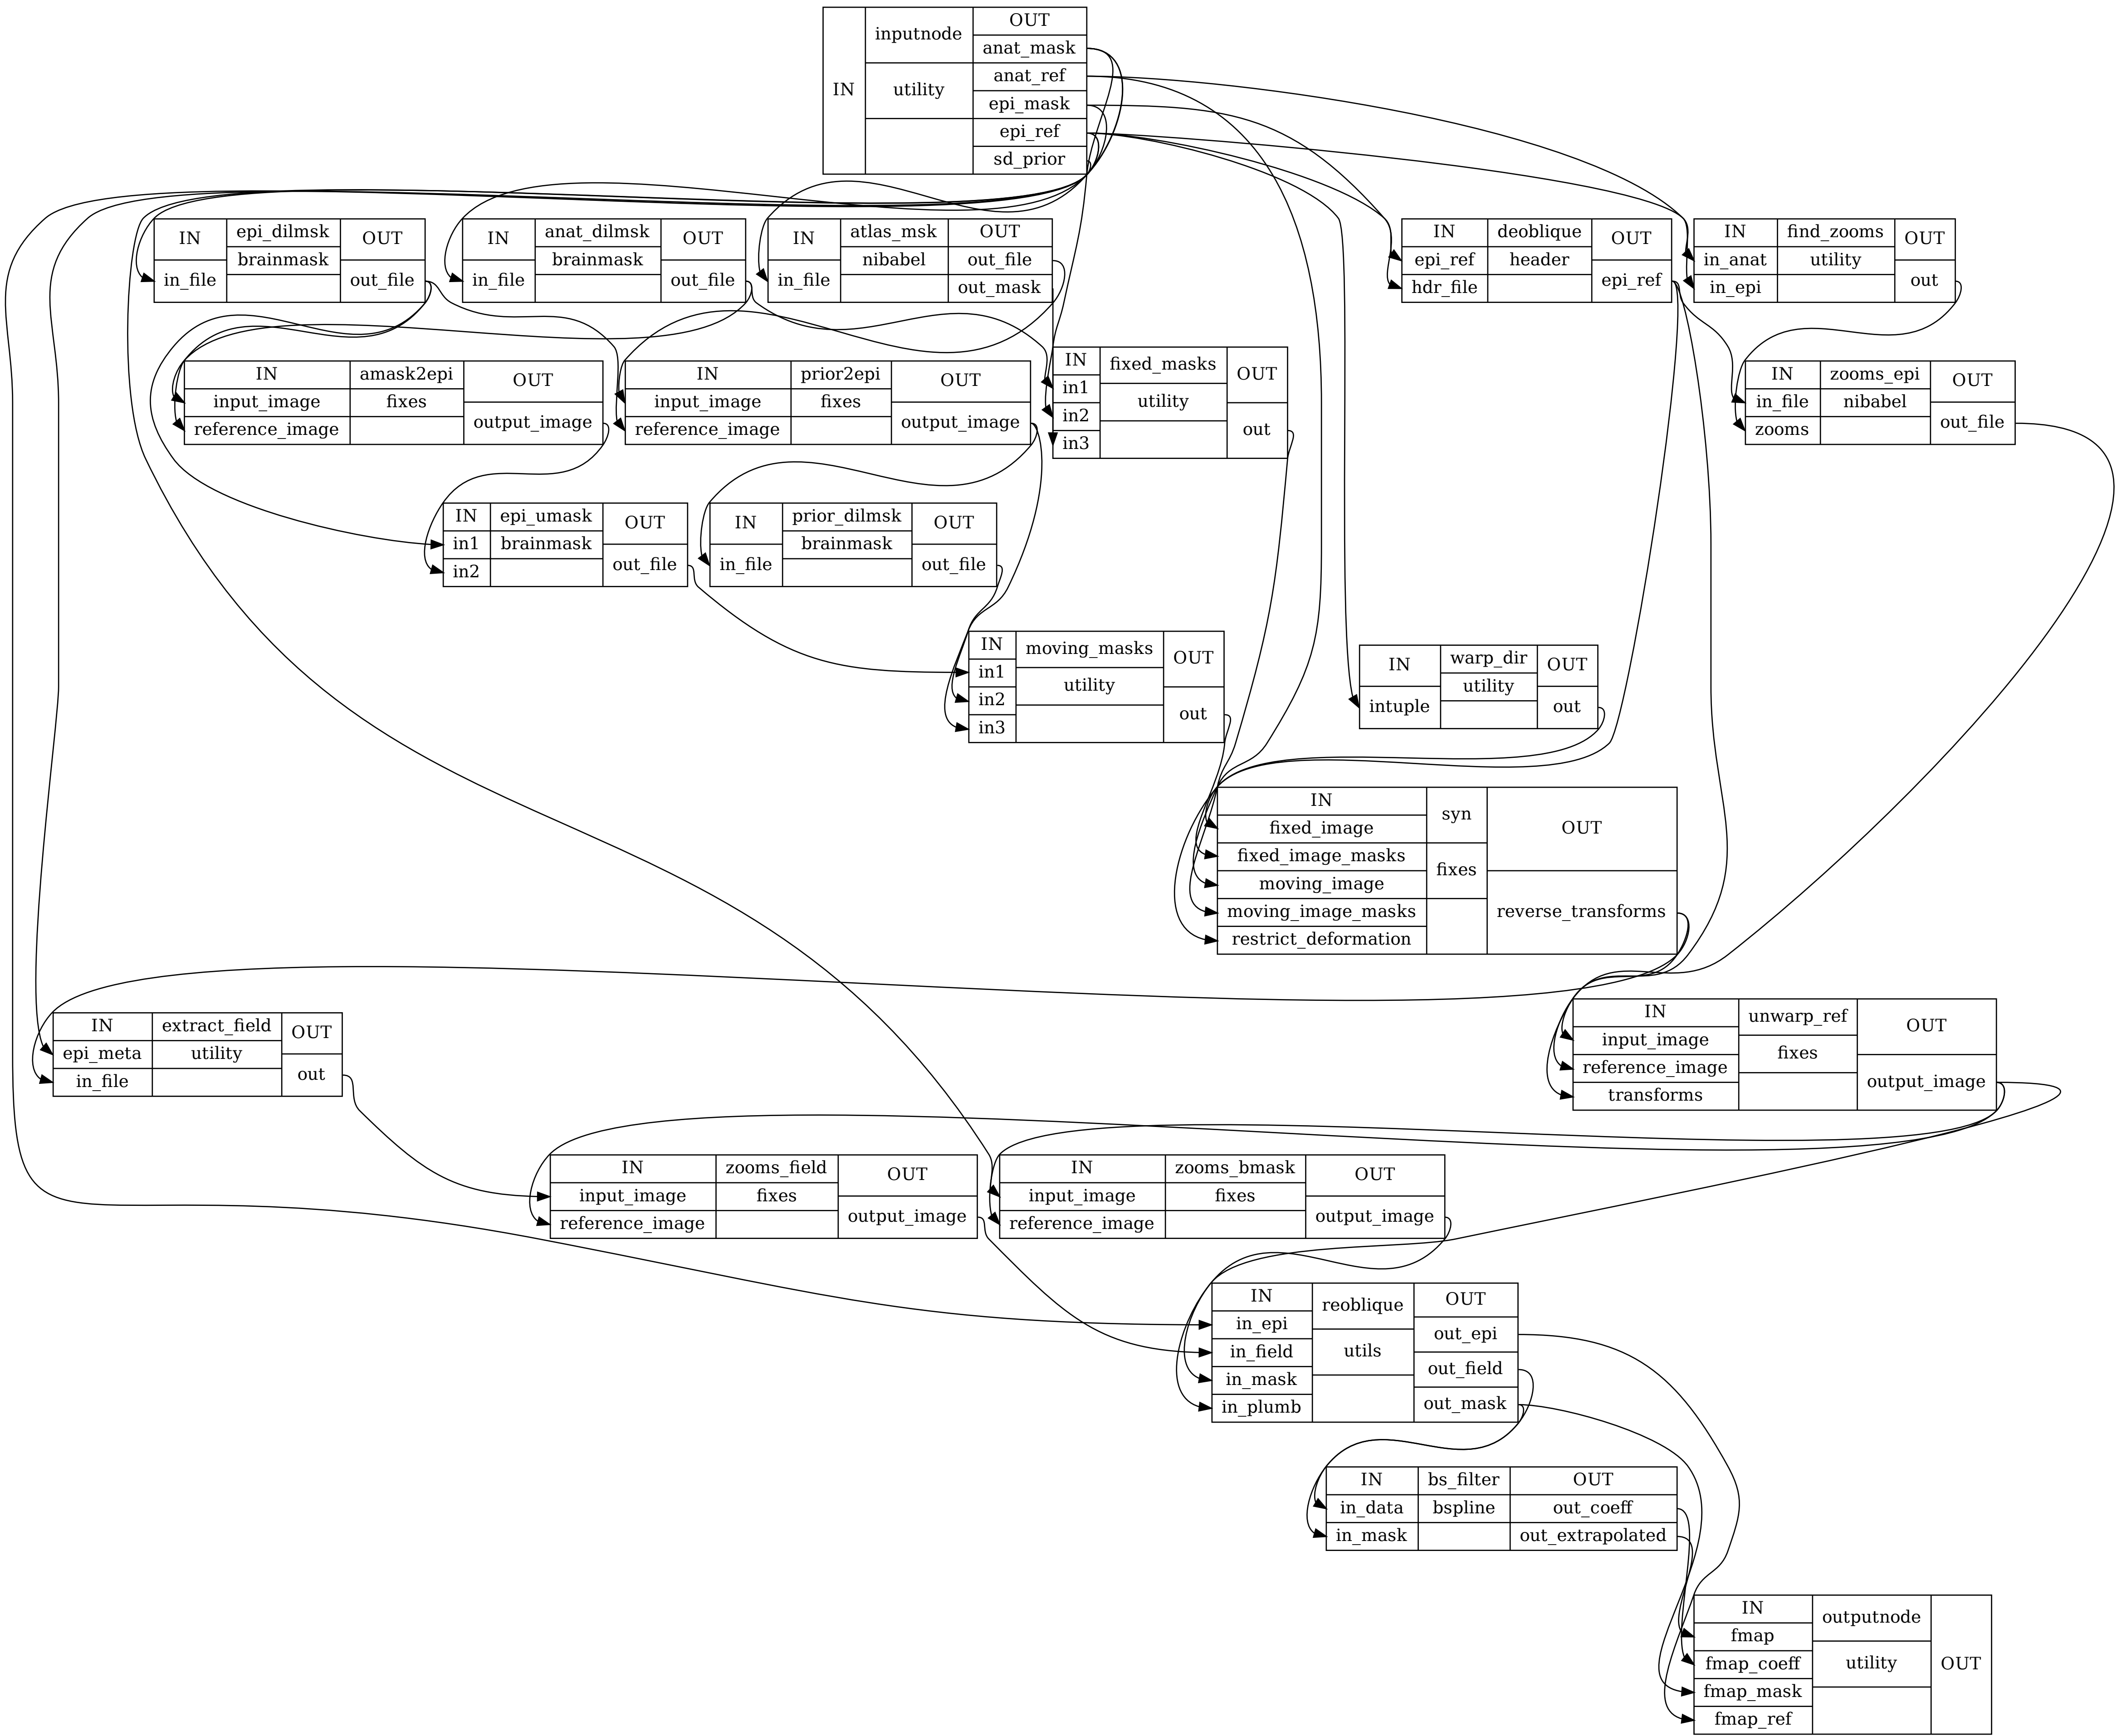 IN
inputnode
utility
OUT
anat_mask
anat_ref
epi_mask
epi_ref
sd_prior
IN
in_file
epi_dilmsk
brainmask
OUT
out_file
IN
in_file
anat_dilmsk
brainmask
OUT
out_file
IN
in_file
atlas_msk
nibabel
OUT
out_file
out_mask
IN
epi_ref
hdr_file
deoblique
header
OUT
epi_ref
IN
in_anat
in_epi
find_zooms
utility
OUT
out
IN
input_image
reference_image
amask2epi
fixes
OUT
output_image
IN
input_image
reference_image
prior2epi
fixes
OUT
output_image
IN
in1
in2
in3
fixed_masks
utility
OUT
out
IN
in_file
zooms
zooms_epi
nibabel
OUT
out_file
IN
in1
in2
epi_umask
brainmask
OUT
out_file
IN
in_file
prior_dilmsk
brainmask
OUT
out_file
IN
in1
in2
in3
moving_masks
utility
OUT
out
IN
intuple
warp_dir
utility
OUT
out
IN
fixed_image
fixed_image_masks
moving_image
moving_image_masks
restrict_deformation
syn
fixes
OUT
reverse_transforms
IN
epi_meta
in_file
extract_field
utility
OUT
out
IN
input_image
reference_image
transforms
unwarp_ref
fixes
OUT
output_image
IN
input_image
reference_image
zooms_field
fixes
OUT
output_image
IN
input_image
reference_image
zooms_bmask
fixes
OUT
output_image
IN
in_epi
in_field
in_mask
in_plumb
reoblique
utils
OUT
out_epi
out_field
out_mask
IN
in_data
in_mask
bs_filter
bspline
OUT
out_coeff
out_extrapolated
IN
fmap
fmap_coeff
fmap_mask
fmap_ref
outputnode
utility
OUT